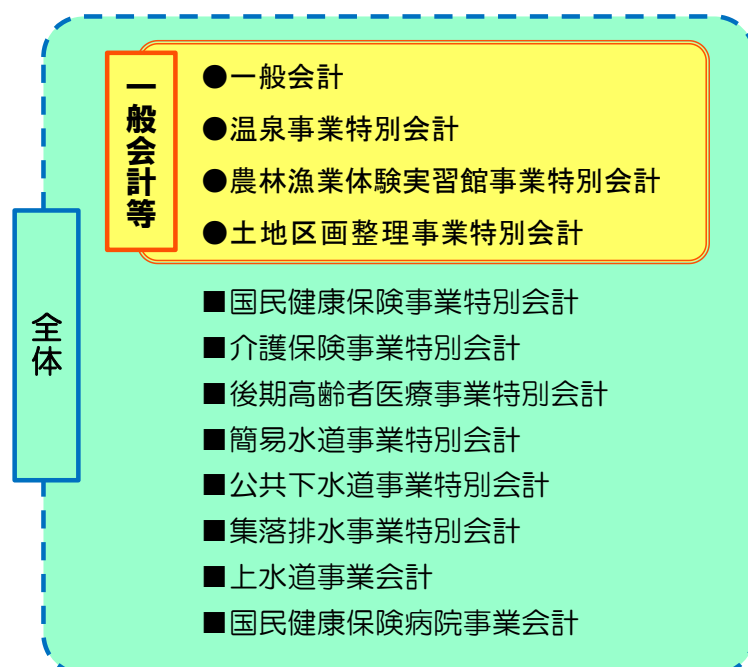 一般会計等
●一般会計
●温泉事業特別会計
●農林漁業体験実習館事業特別会計
●土地区画整理事業特別会計
全体
■国民健康保険事業特別会計
■介護保険事業特別会計
■後期高齢者医療事業特別会計
■簡易水道事業特別会計
■公共下水道事業特別会計
■集落排水事業特別会計
■上水道事業会計
■国民健康保険病院事業会計